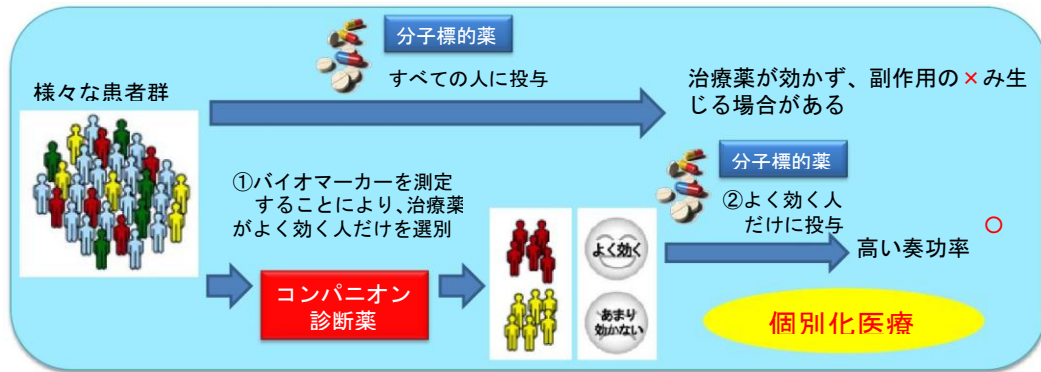 分子標的薬
すべての人に投与
様々な患者群
治療薬が効かず、副作用の×み生
じる場合がある
分子標的薬
①バイオマーカーを測定
することにより、治療薬
がよく効く人だけを選別
②よく効く人
だけに投与
よく効く
○
高い奏功率
コンパニオン
診断薬
あまり
効かない
個別化医療